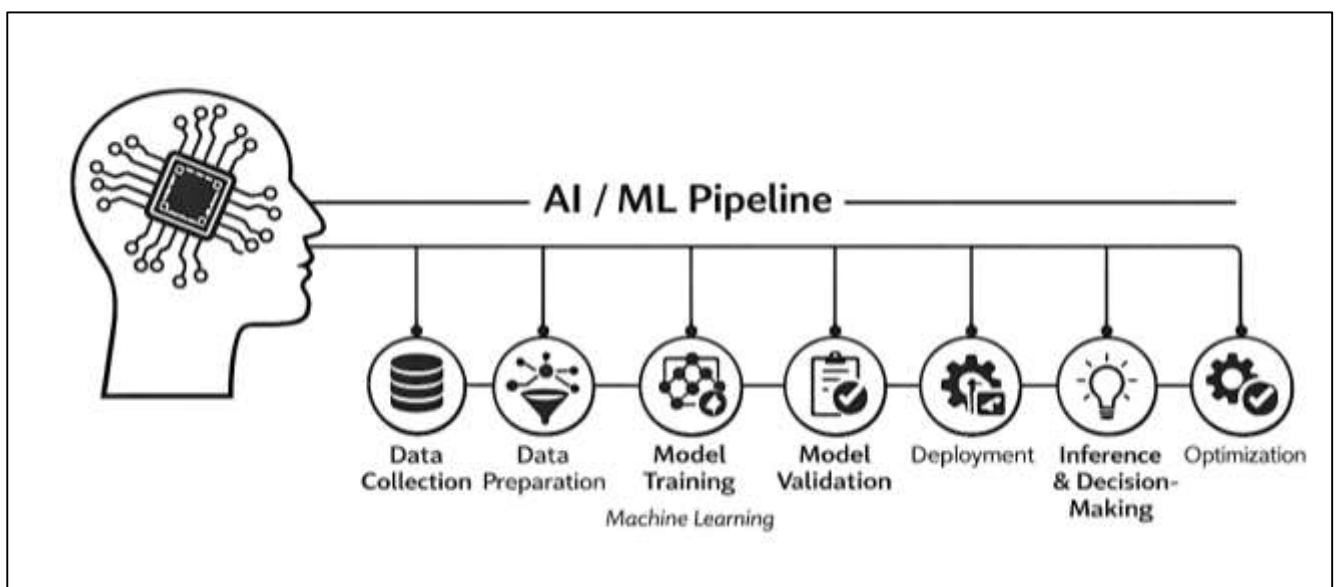 AI / ML Pipeline
Data
Collection
Data
Preparation
Model
Training
Machine Learning
Model
Validation
Deployment
Inference
& Decision-
Making
Optimization